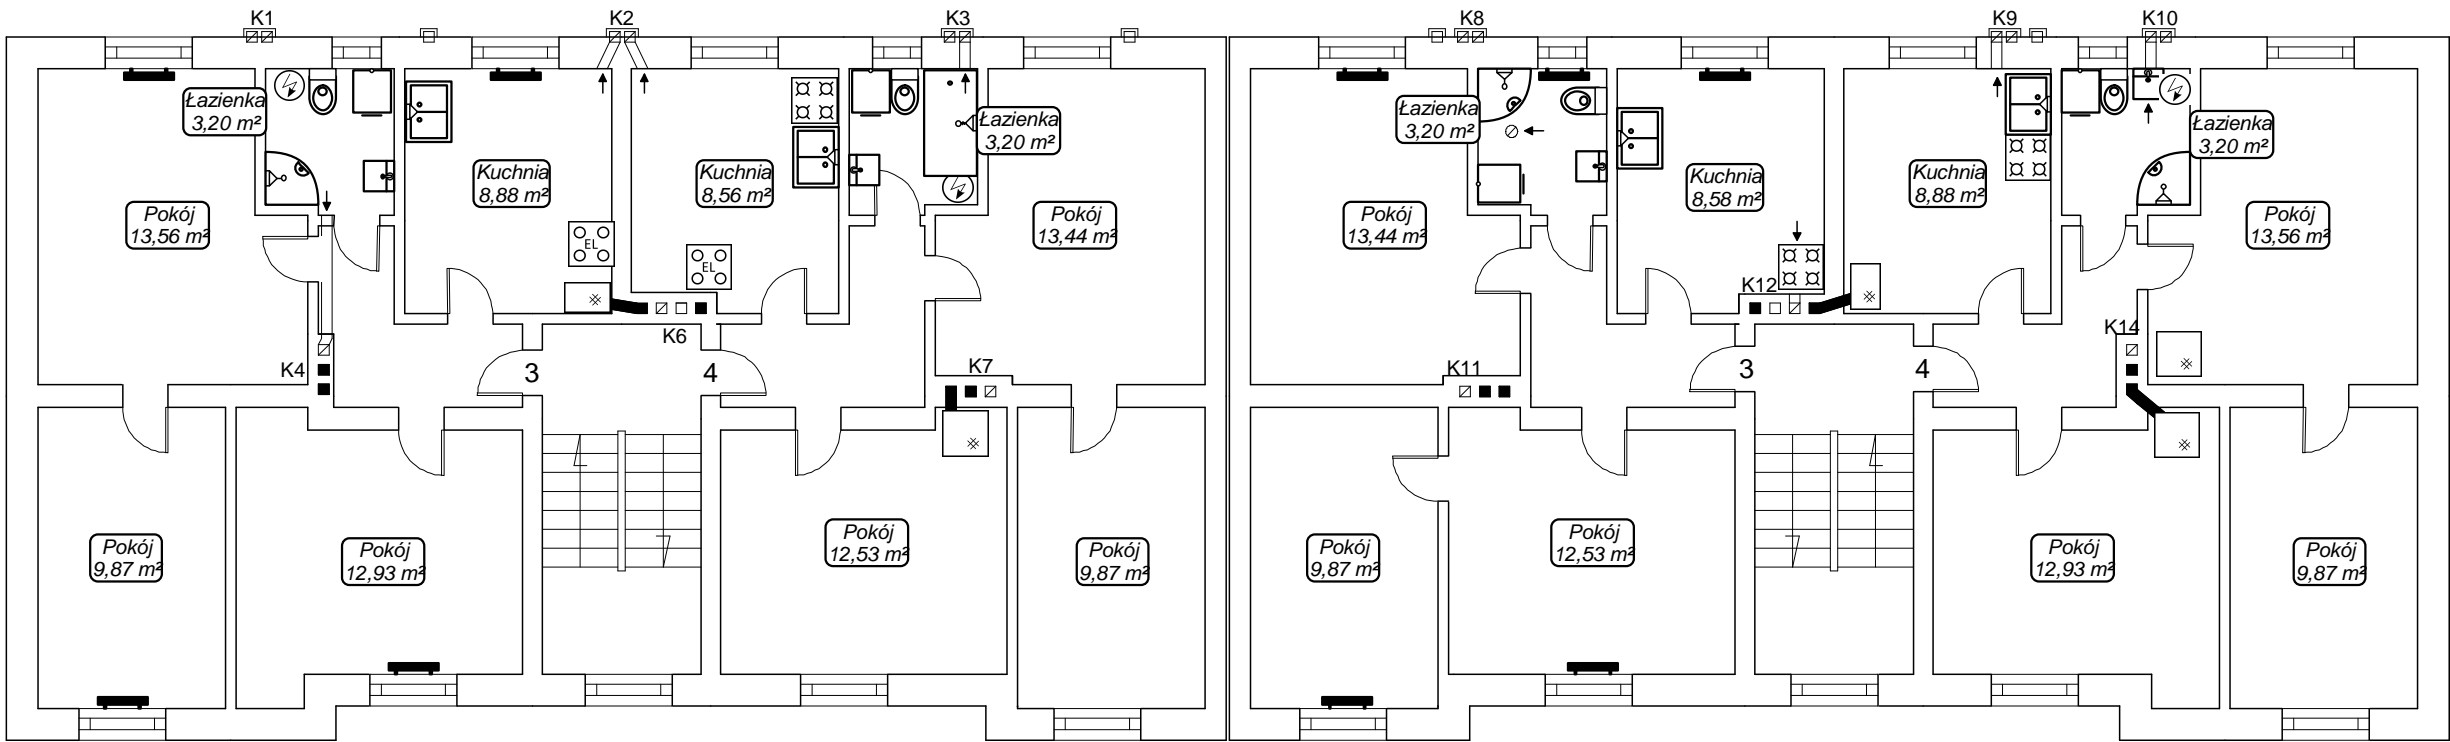 K1
K2
K3
K8
K9
K10
Łazienka
3,20 m²
Łazienka
3,20 m²
Łazienka
3,20 m²
Łazienka
3,20 m²
Kuchnia
8,88 m²
Kuchnia
8,56 m²
Kuchnia
8,58 m²
Kuchnia
8,88 m²
Pokój
13,56 m²
Pokój
13,44 m²
Pokój
13,44 m²
Pokój
13,56 m²
EL
EL
K12
K6
K14
K4
3
4
K7
K11
3
4
Pokój
9,87 m²
Pokój
12,93 m²
Pokój
12,53 m²
Pokój
9,87 m²
Pokój
9,87 m²
Pokój
12,53 m²
Pokój
12,93 m²
Pokój
9,87 m²